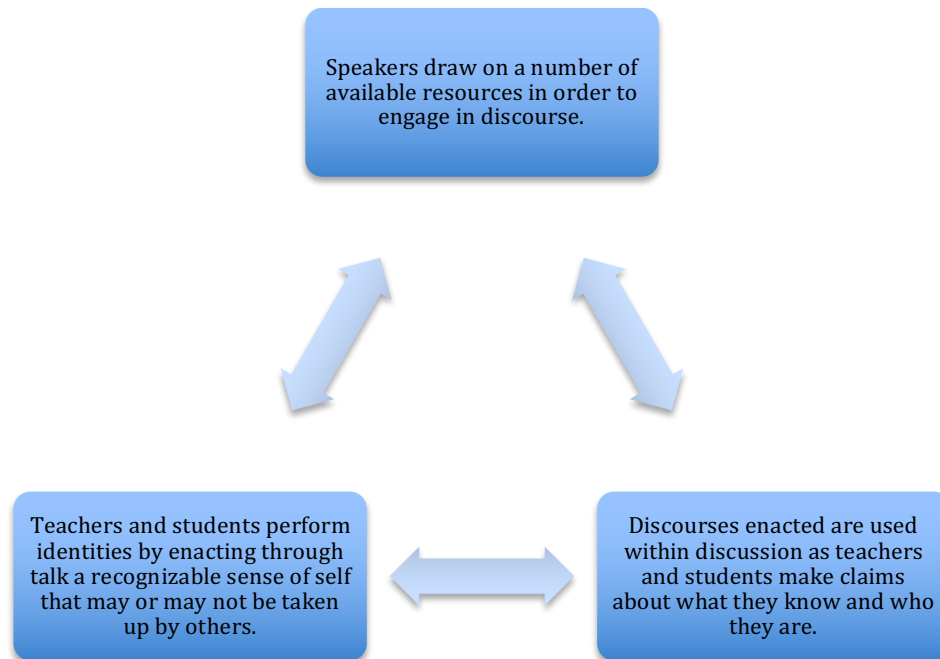 Speakers draw on a number of
available resources in order to
engage in discourse.
Teachers and students perform
identities by enacting through
talk a recognizable sense of self
that may or may not be taken
up by others.
Discourses enacted are used
within discussion as teachers
and students make claims
about what they know and who
they are.